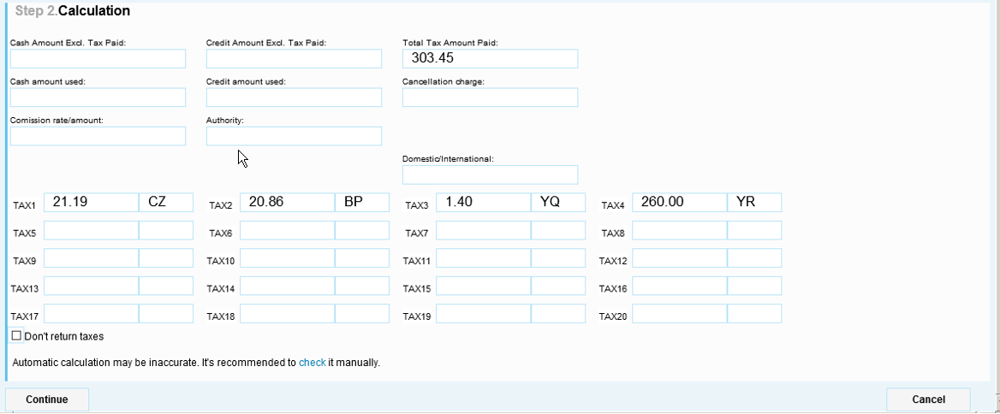 Step 2.Calculation
Cash Amount Excl. Tax Paid: Credit Amount Excl. Tax Paid: Total Tax Amount Paid:
303.45
Cash amount used: Credit amount used: Cancellation charge:
Comission rate/amount: Authority:
Domestic/International:
TAX1 21.19 CZ TAX2 20.86 BP TAX3 1.40 YQ TAX4 260.00 YR
TAX5 TAX6 TAX7 TAX8
TAX9 TAX10 TAX11 TAX12
TAX13 TAX14 TAX15 TAX16
TAX17 TAX18 TAX19 TAX20
Don't return taxes
Automatic calculation may be inaccurate. It's recommended to check it manually.
Continue Cancel